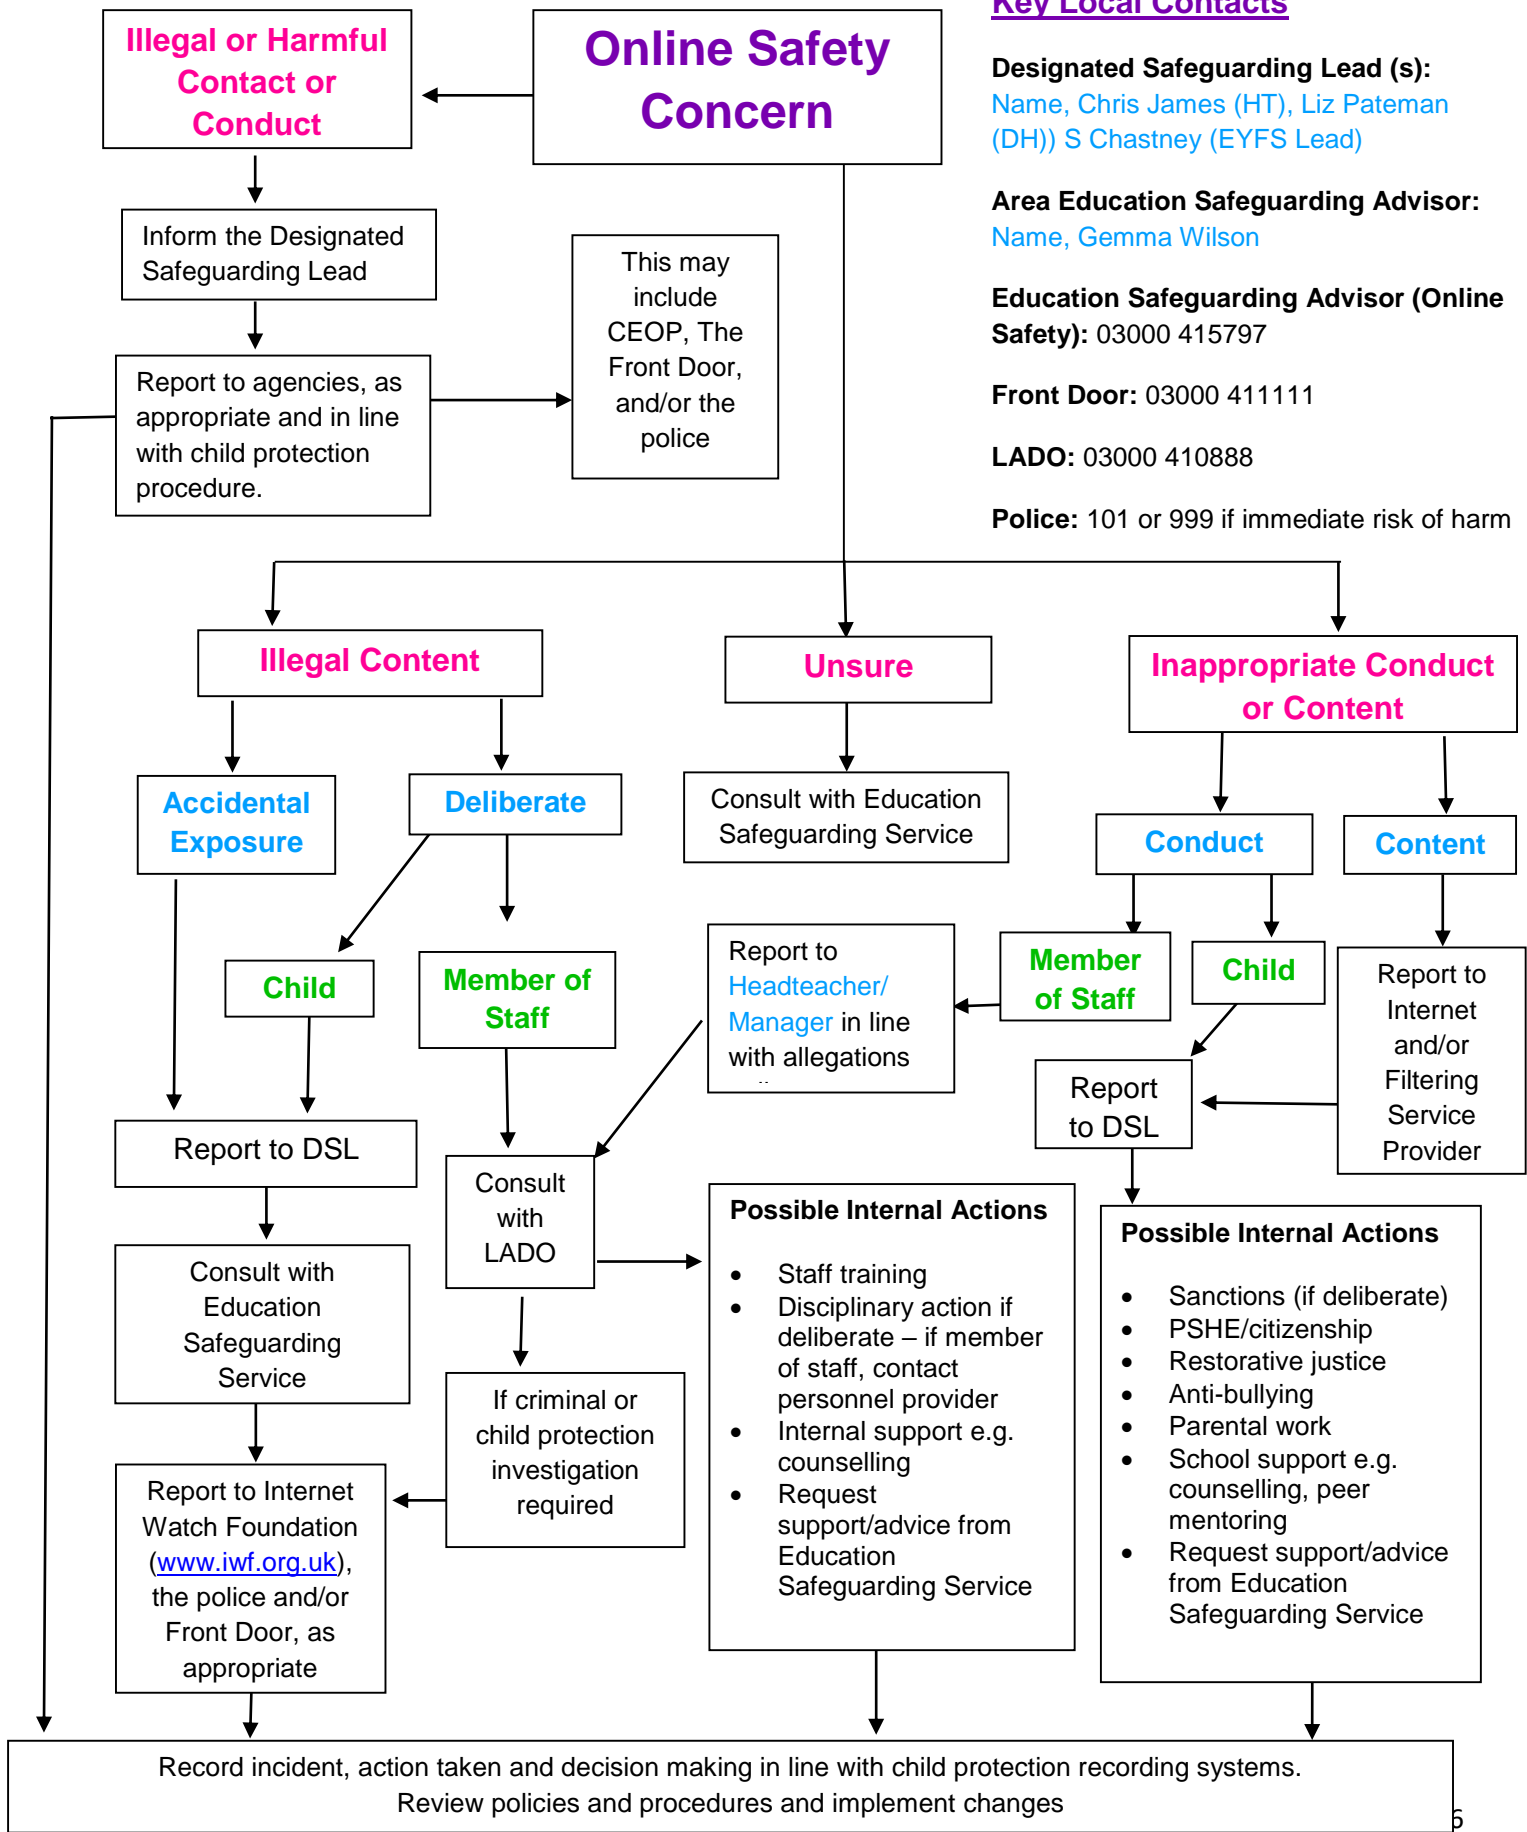 Key Local Contacts
Illegal or Harmful
Contact or
Conduct
Online Safety
Concern
Designated Safeguarding Lead (s):
Name, Chris James (HT), Liz Pateman
(DH)) S Chastney (EYFS Lead)
Area Education Safeguarding Advisor:
Name, Gemma Wilson
Education Safeguarding Advisor (Online
Safety): 03000 415797
Front Door: 03000 411111
LADO: 03000 410888
Police: 101 or 999 if immediate risk of harm
Inform the Designated
Safeguarding Lead
This may
include
CEOP, The
Front Door,
and/or the
police
Report to agencies, as
appropriate and in line
with child protection
procedure.
Illegal Content
Unsure
Inappropriate Conduct
or Content
Accidental
Exposure
Deliberate
Consult with Education
Safeguarding Service
Conduct
Content
Child
Member of
Staff
Report to
Headteacher/
Manager in line
with allegations
Member
of Staff
Child
Report to
Internet
and/or
Filtering
Service
Provider
Report to DSL
Report
to DSL
Consult
with
LADO
Consult with
Education
Safeguarding
Service
If criminal or
child protection
investigation
required
Report to Internet
Watch Foundation
(www.iwf.org.uk),
the police and/or
Front Door, as
appropriate
Possible Internal Actions
• Staff training
• Disciplinary action if
deliberate – if member
of staff, contact
personnel provider
• Internal support e.g.
counselling
• Request
support/advice from
Education
Safeguarding Service
Possible Internal Actions
• Sanctions (if deliberate)
• PSHE/citizenship
• Restorative justice
• Anti-bullying
• Parental work
• School support e.g.
counselling, peer
mentoring
• Request support/advice
from Education
Safeguarding Service
Record incident, action taken and decision making in line with child protection recording systems.
Review policies and procedures and implement changes
6